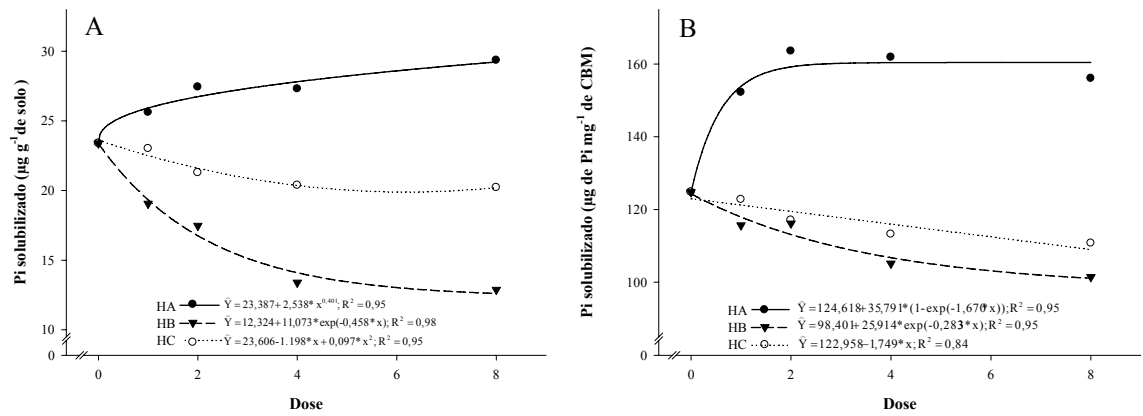 A
Pi solubilizado (µg g⁻¹ de solo)
30
25
20
15
10
0
HA Ŷ=23,387+2,538* x^0,401; R² = 0,95
HB Ŷ=12,324+11,073*exp(-0,458*x); R² = 0,98
HC Ŷ=23,606-1.198*x+0,097*x²; R² = 0,95
0 2 4 6 8
Dose
B
Pi solubilizado (µg de Pi mg⁻¹ de CBM)
160
140
120
100
0
HA Ŷ=124,618+35,791*(1-exp(-1,670*x)); R² = 0,95
HB Ŷ=98,401+25,914*exp(-0,283*x); R² = 0,95
HC Ŷ=122,958-1,749*x; R² = 0,84
0 2 4 6 8
Dose